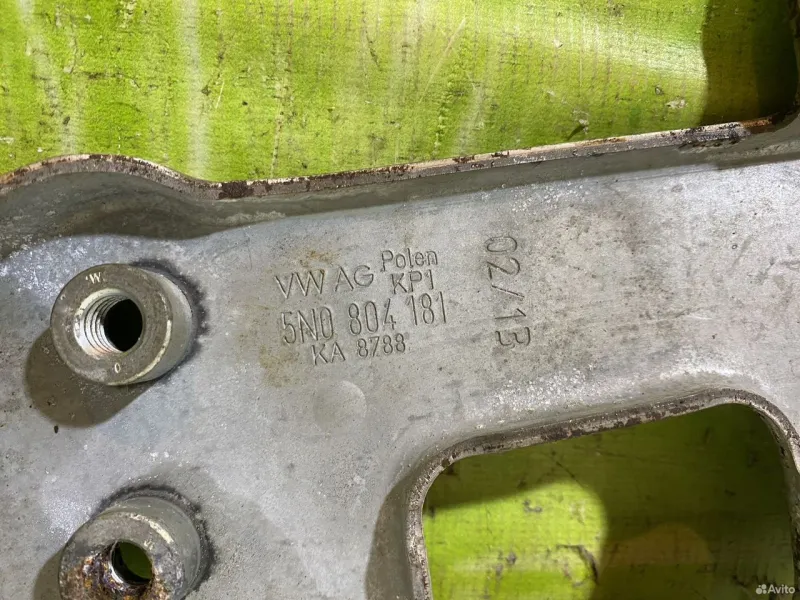 Polen
VW AG KP1
5N0 804 181
KA 8788
02/13
W
O
Avito